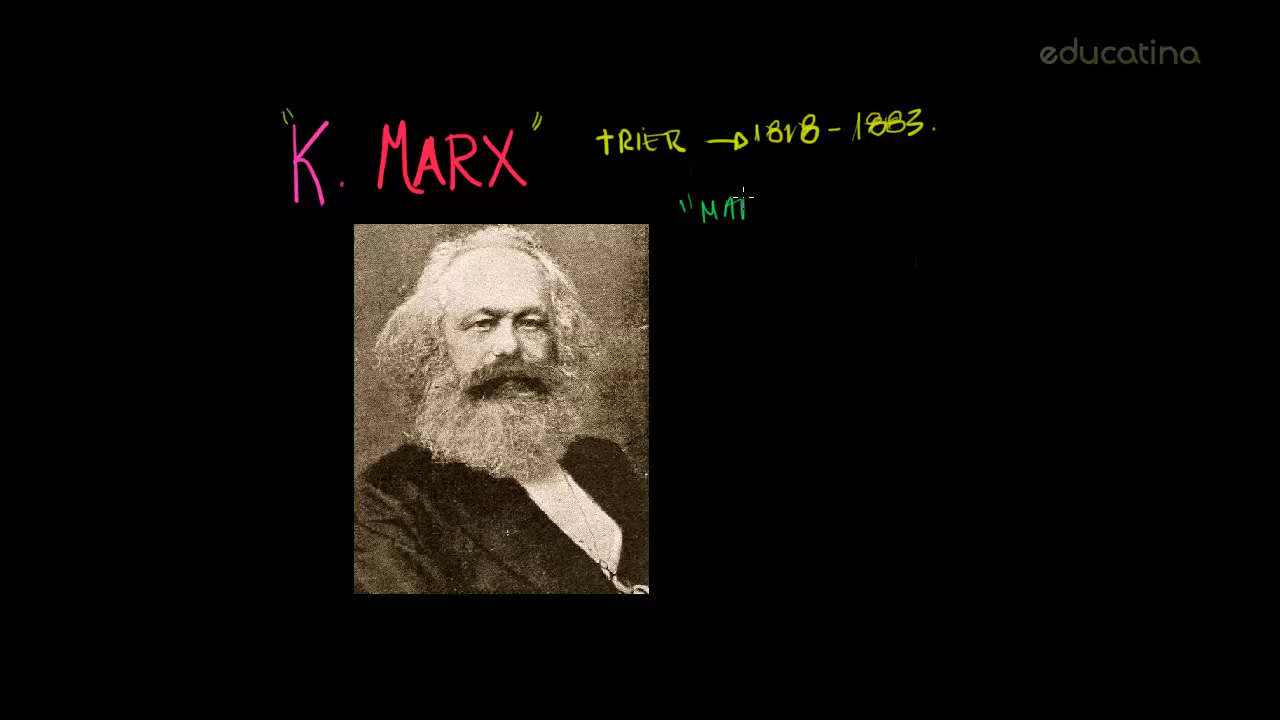 educatina
"K. MARX"
TRIER → 1818 - 1883.